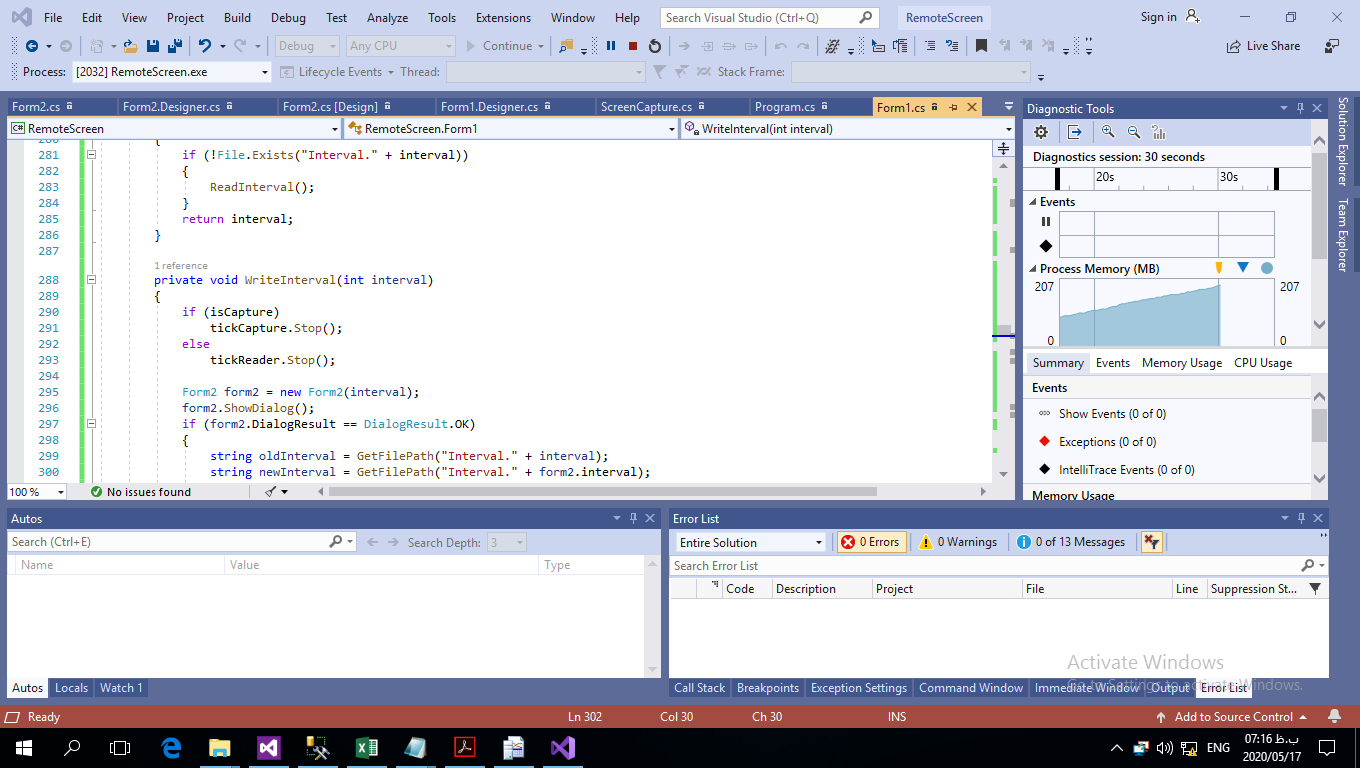 File Edit View Project Build Debug Test Analyze Tools Extensions Window Help Search Visual Studio (Ctrl+Q) RemoteScreen Sign in
Debug Any CPU Continue Live Share
Process: [2032] RemoteScreen.exe Lifecycle Events Thread: Stack Frame:
Form2.cs Form2.Designer.cs Form2.cs [Design] Form1.Designer.cs ScreenCapture.cs Program.cs Form1.cs
C# RemoteScreen RemoteScreen.Form1 WriteInterval(int interval)
280 {
281 if (!File.Exists("Interval." + interval))
282 {
283 ReadInterval();
284 }
285 return interval;
286 }
287
1 reference
288 private void WriteInterval(int interval)
289 {
290 if (isCapture)
291 tickCapture.Stop();
292 else
293 tickReader.Stop();
294
295 Form2 form2 = new Form2(interval);
296 form2.ShowDialog();
297 if (form2.DialogResult == DialogResult.OK)
298 {
299 string oldInterval = GetFilePath("Interval." + interval);
300 string newInterval = GetFilePath("Interval." + form2.interval);
100 % No issues found
Diagnostic Tools
Diagnostics session: 30 seconds
20s 30s
Events
Process Memory (MB)
207 207
0 0
Summary Events Memory Usage CPU Usage
Events
Show Events (0 of 0)
Exceptions (0 of 0)
IntelliTrace Events (0 of 0)
Memory Usage
Solution Explorer
Team Explorer
Autos
Search (Ctrl+E) Search Depth: 3
Name Value Type
Autos Locals Watch 1
Error List
Entire Solution 0 Errors 0 Warnings 0 of 13 Messages
Search Error List
Code Description Project File Line Suppression St...
Activate Windows
Go to Settings to activate Windows.
Call Stack Breakpoints Exception Settings Command Window Immediate Window Output Error List
Ready Ln 302 Col 30 Ch 30 INS Add to Source Control
ENG 07:16 ب.ظ
2020/05/17